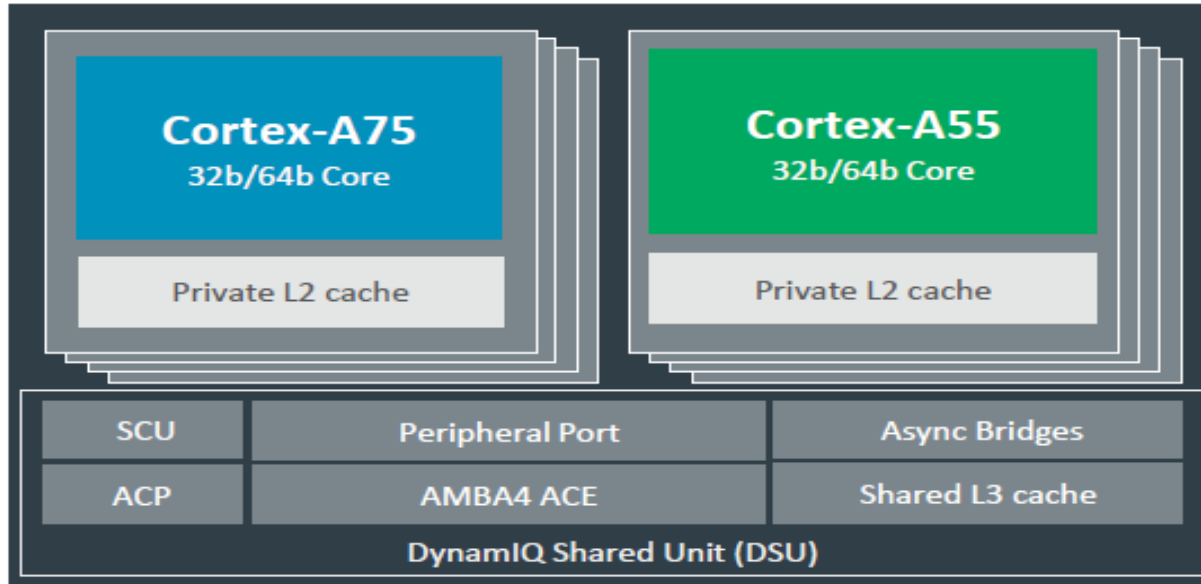 Cortex-A75
32b/64b Core
Private L2 cache
Cortex-A55
32b/64b Core
Private L2 cache
SCU
Peripheral Port
Async Bridges
ACP
AMBA4 ACE
Shared L3 cache
DynamIQ Shared Unit (DSU)